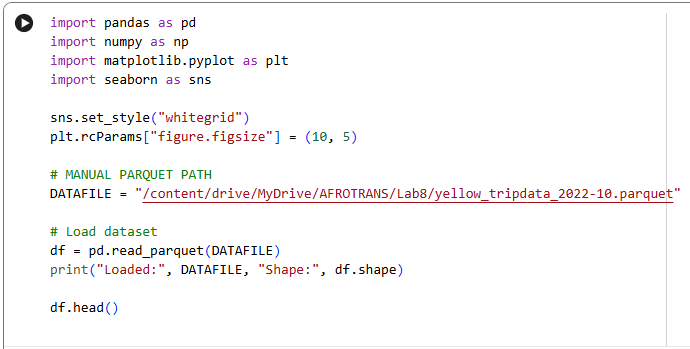 import pandas as pd
import numpy as np
import matplotlib.pyplot as plt
import seaborn as sns
sns.set_style("whitegrid")
plt.rcParams["figure.figsize"] = (10, 5)
# MANUAL PARQUET PATH
DATAFILE = "/content/drive/MyDrive/AFROTRANS/Lab8/yellow_tripdata_2022-10.parquet"
# Load dataset
df = pd.read_parquet(DATAFILE)
print("Loaded:", DATAFILE, "Shape:", df.shape)
df.head()